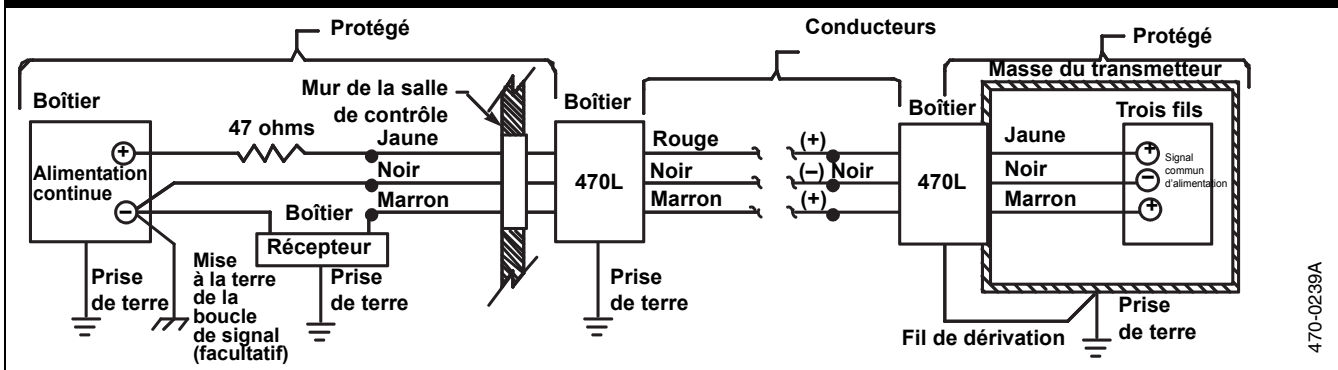 Protégé
Conducteurs
Protégé
Masse du transmetteur
Boîtier
Mur de la salle
de contrôle
Boîtier
Boîtier
Trois fils
47 ohms
Jaune
Rouge
(+)
Jaune
+
Alimentation
continue
Noir
470L
Noir
(–) Noir
470L
Noir
+
Signal
commun
d'alimentation
–
–
Boîtier
Marron
Marron
(+)
Marron
+
Récepteur
Prise
de terre
Mise
à la terre
de la
boucle
de signal
(facultatif)
Prise
de terre
Prise
de terre
Fil de dérivation
Prise
de terre
470-0239A